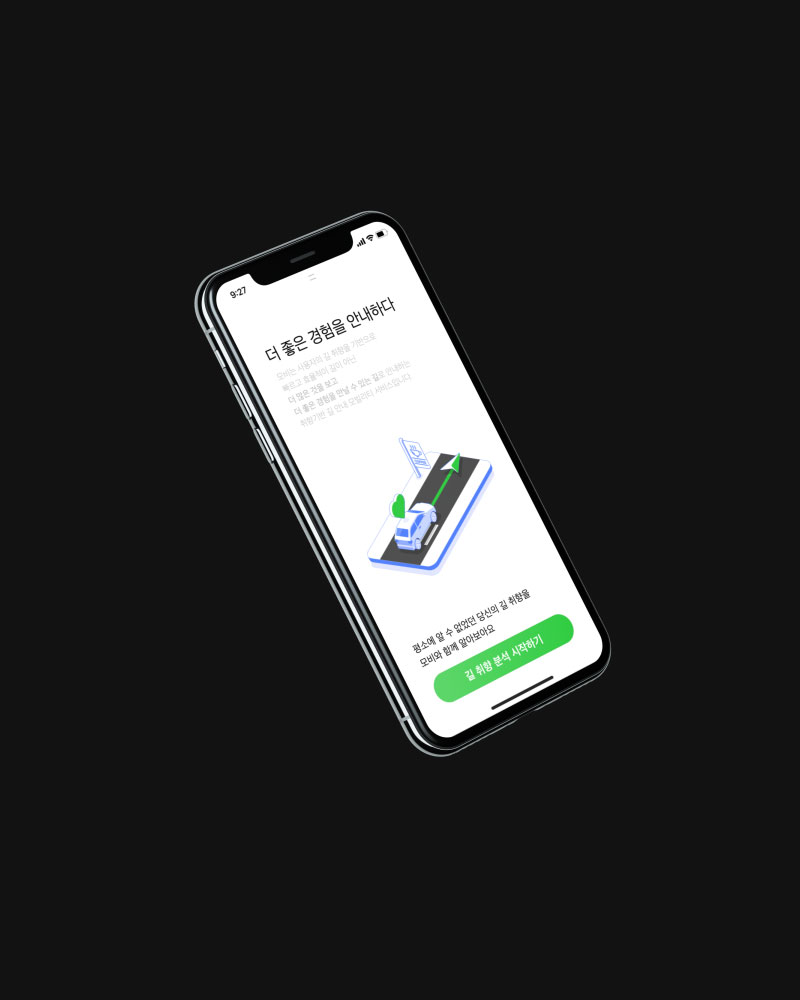 9:27
더 좋은 경험을 안내하다
모비는 사용자의 길 취향을 기반으로
빠르고 효율적인 길이 아닌
더 많은 것을 보고
더 좋은 경험을 만날 수 있는 길로 안내하는
취향기반 길 안내 모빌리티 서비스입니다
평소에 알 수 없었던 당신의 길 취향을
모비와 함께 알아보아요
길 취향 분석 시작하기